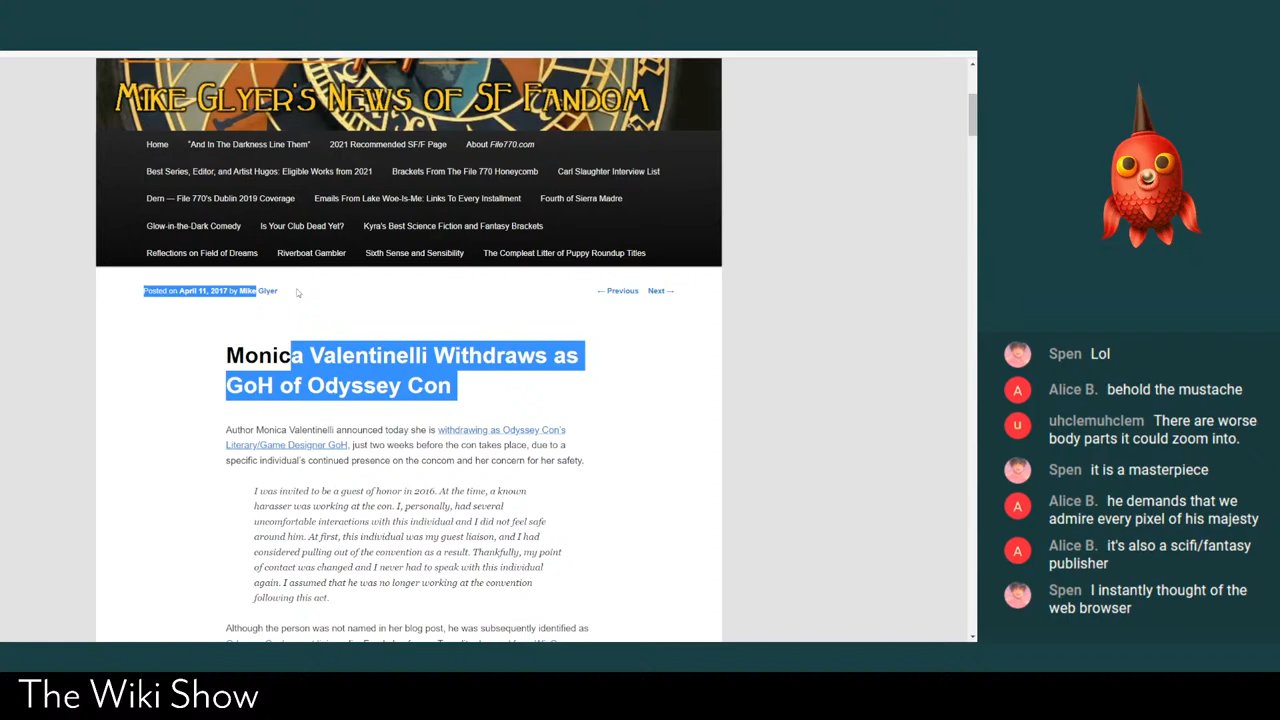 MIKE GLYER'S NEWS OF SF FANDOM
Home "And In The Darkness Line Them" 2021 Recommended SF/F Page About File770.com
Best Series, Editor, and Artist Hugos: Eligible Works from 2021 Brackets From The File 770 Honeycomb Carl Slaughter Interview List
Dern — File 770's Dublin 2019 Coverage Emails From Lake Woe-Is-Me: Links To Every Installment Fourth of Sierra Madre
Glow-in-the-Dark Comedy Is Your Club Dead Yet? Kyra's Best Science Fiction and Fantasy Brackets
Reflections on Field of Dreams Riverboat Gambler Sixth Sense and Sensibility The Compleat Litter of Puppy Roundup Titles
Posted on April 11, 2017 by Mike Glyer ← Previous Next →
Monica Valentinelli Withdraws as
GoH of Odyssey Con
Author Monica Valentinelli announced today she is withdrawing as Odyssey Con's
Literary/Game Designer GoH, just two weeks before the con takes place, due to a
specific individual's continued presence on the concom and her concern for her safety.
I was invited to be a guest of honor in 2016. At the time, a known
harasser was working at the con. I, personally, had several
uncomfortable interactions with this individual and I did not feel safe
around him. At first, this individual was my guest liaison, and I had
considered pulling out of the convention as a result. Thankfully, my point
of contact was changed and I never had to speak with this individual
again. I assumed that he was no longer working at the convention
following this act.
Although the person was not named in her blog post, he was subsequently identified as
Spen Lol
A Alice B. behold the mustache
u uhclemuhclem There are worse
body parts it could zoom into.
Spen it is a masterpiece
A Alice B. he demands that we
admire every pixel of his majesty
A Alice B. it's also a scifi/fantasy
publisher
Spen I instantly thought of the
web browser
The Wiki Show